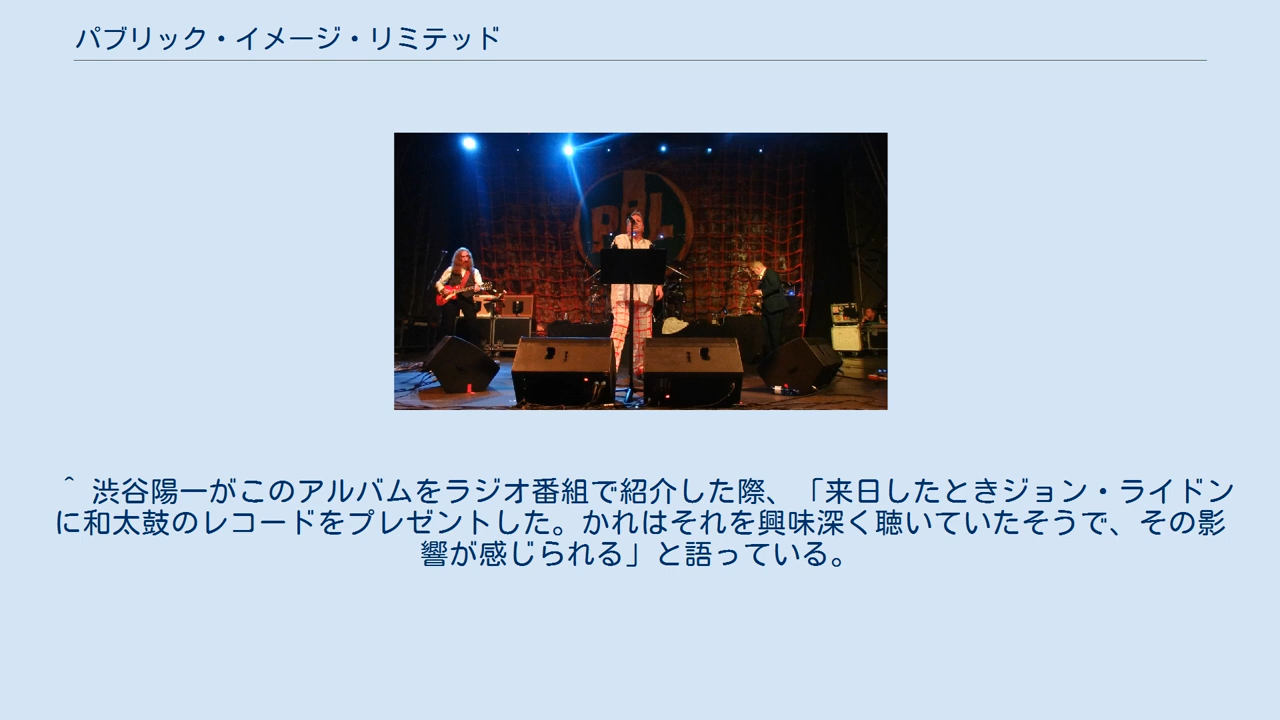 パブリック・イメージ・リミテッド
PiL
^ 渋谷陽一がこのアルバムをラジオ番組で紹介した際、「来日したときジョン・ライドン
に和太鼓のレコードをプレゼントした。かれはそれを興味深く聴いていたそうで、その影
響が感じられる」と語っている。